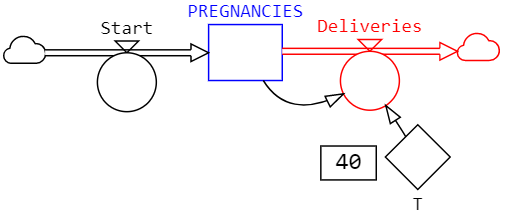 PREGNANCIES
Start
Deliveries
40
T